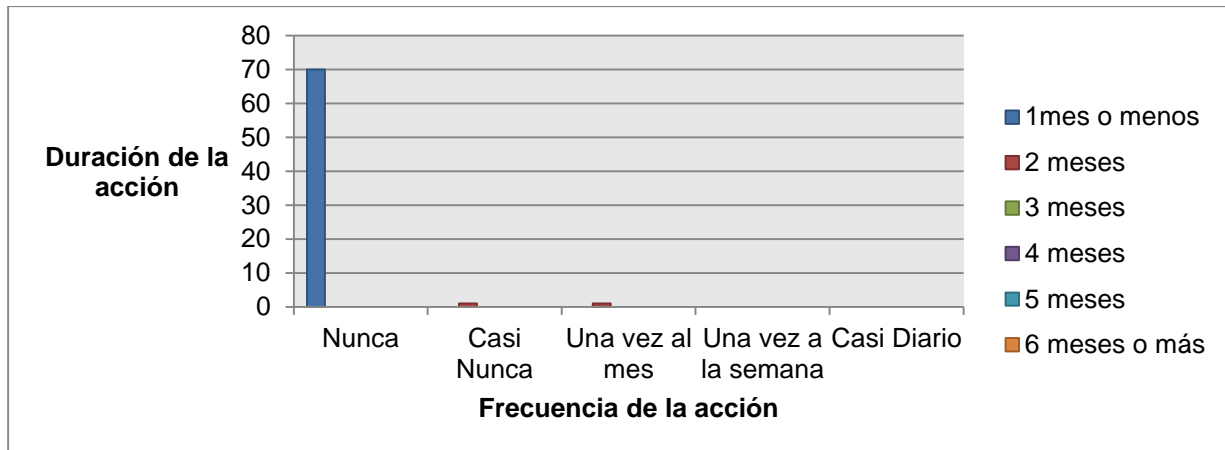 80
70
60
50
40
30
20
10
0
Duración de la
acción
Nunca
Casi
Nunca
Una vez al
mes
Una vez a
la semana
Casi Diario
Frecuencia de la acción
1mes o menos
2 meses
3 meses
4 meses
5 meses
6 meses o más